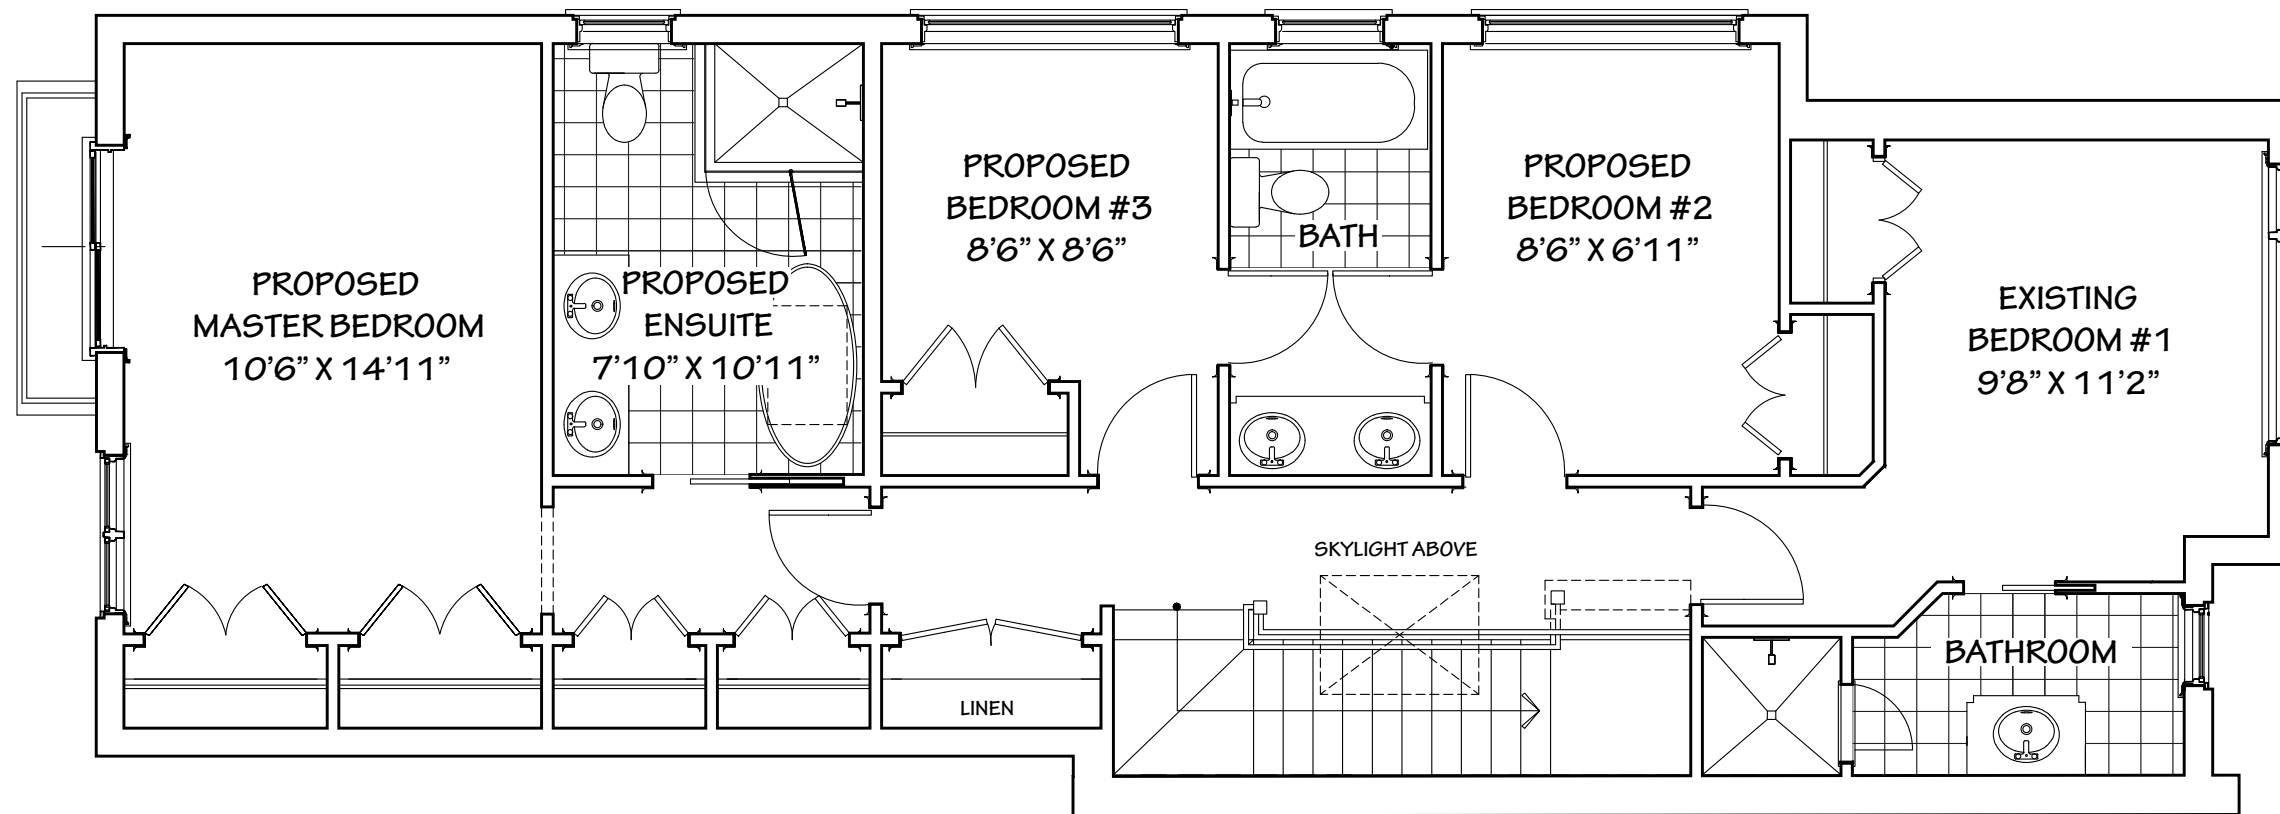 PROPOSED
MASTER BEDROOM
10'6" X 14'11"
PROPOSED
ENSUITE
7'10" X 10'11"
PROPOSED
BEDROOM #3
8'6" X 8'6"
BATH
PROPOSED
BEDROOM #2
8'6" X 6'11"
EXISTING
BEDROOM #1
9'8" X 11'2"
SKYLIGHT ABOVE
LINEN
BATHROOM